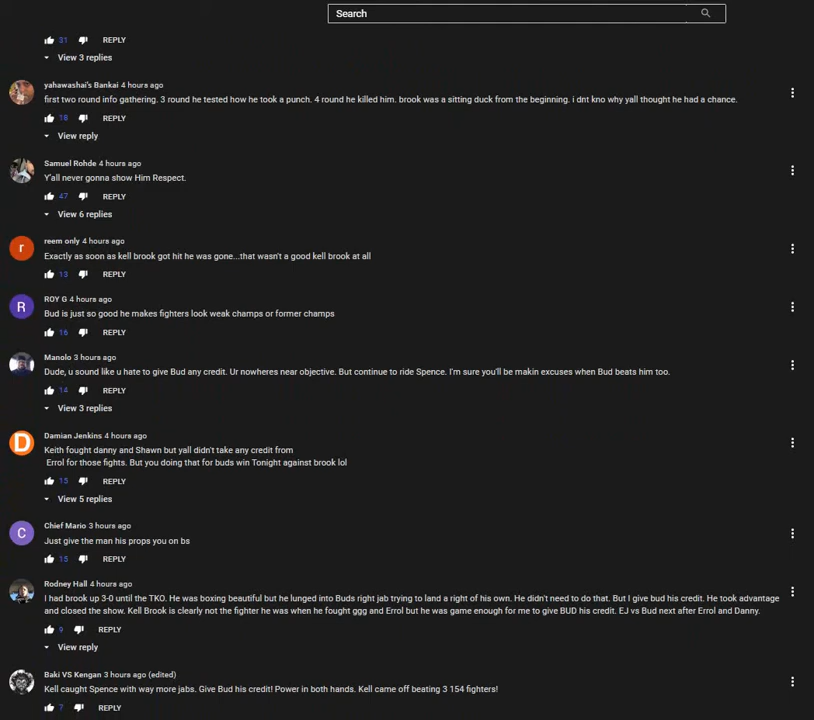 Search
31 REPLY
View 3 replies
yahawashai's Bankai 4 hours ago
first two round info gathering. 3 round he tested how he took a punch. 4 round he killed him. brook was a sitting duck from the beginning. i dnt kno why yall thought he had a chance.
18 REPLY
View reply
Samuel Rohde 4 hours ago
Y'all never gonna show Him Respect.
47 REPLY
View 6 replies
r
reem only 4 hours ago
Exactly as soon as kell brook got hit he was gone...that wasn't a good kell brook at all
13 REPLY
R
ROY G 4 hours ago
Bud is just so good he makes fighters look weak champs or former champs
16 REPLY
Manolo 3 hours ago
Dude, u sound like u hate to give Bud any credit. Ur nowheres near objective. But continue to ride Spence. I'm sure you'll be makin excuses when Bud beats him too.
14 REPLY
View 3 replies
D
Damian Jenkins 4 hours ago
Keith fought danny and Shawn but yall didn't take any credit from
Errol for those fights. But you doing that for buds win Tonight against brook lol
15 REPLY
View 5 replies
C
Chief Mario 3 hours ago
Just give the man his props you on bs
15 REPLY
Rodney Hall 4 hours ago
I had brook up 3-0 until the TKO. He was boxing beautiful but he lunged into Buds right jab trying to land a right of his own. He didn't need to do that. But I give bud his credit. He took advantage
and closed the show. Kell Brook is clearly not the fighter he was when he fought ggg and Errol but he was game enough for me to give BUD his credit. EJ vs Bud next after Errol and Danny.
9 REPLY
View reply
Baki VS Kengan 3 hours ago (edited)
Kell caught Spence with way more jabs. Give Bud his credit! Power in both hands. Kell came off beating 3 154 fighters!
7 REPLY